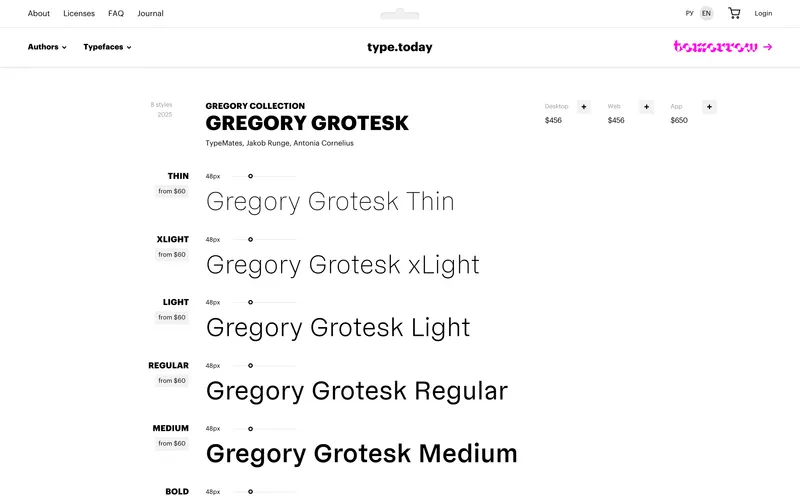 About Licenses FAQ Journal РУ EN Login
Authors Typefaces type.today tomorrow →
8 styles
2025
GREGORY COLLECTION
GREGORY GROTESK
TypeMates, Jakob Runge, Antonia Cornelius
Desktop +
$456
Web +
$456
App +
$650
THIN
from $60
48px
Gregory Grotesk Thin
XLIGHT
from $60
48px
Gregory Grotesk xLight
LIGHT
from $60
48px
Gregory Grotesk Light
REGULAR
from $60
48px
Gregory Grotesk Regular
MEDIUM
from $60
48px
Gregory Grotesk Medium
BOLD
48px